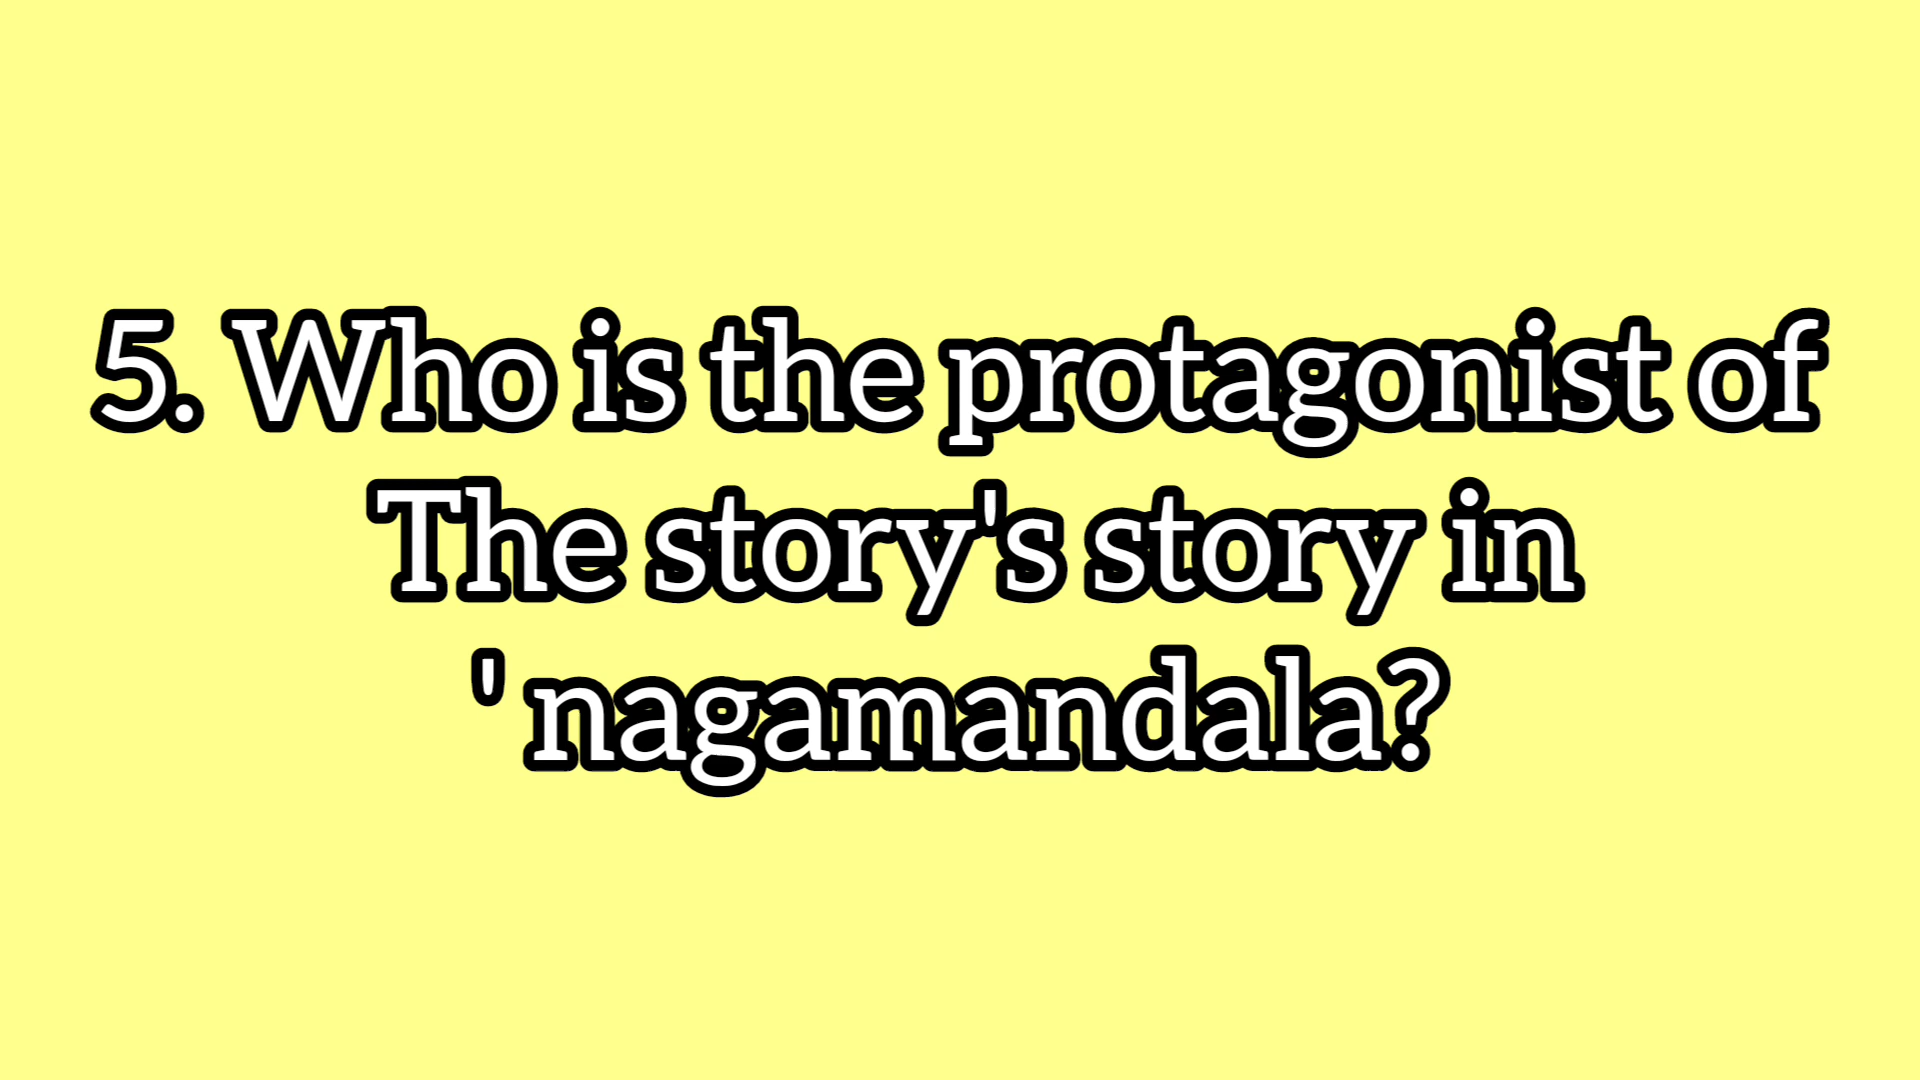 5. Who is the protagonist of
The story's story in
' nagamandala?